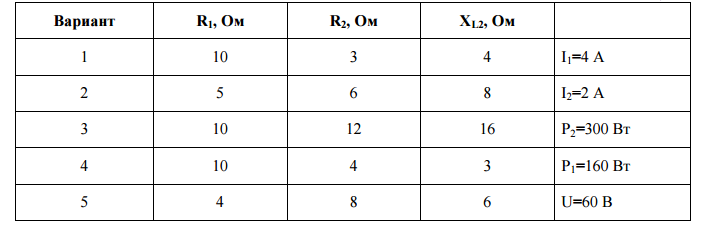 Вариант R₁, Ом R₂, Ом X_L2, Ом
1 10 3 4 I₁=4 А
2 5 6 8 I₂=2 А
3 10 12 16 P₂=300 Вт
4 10 4 3 P₁=160 Вт
5 4 8 6 U=60 В